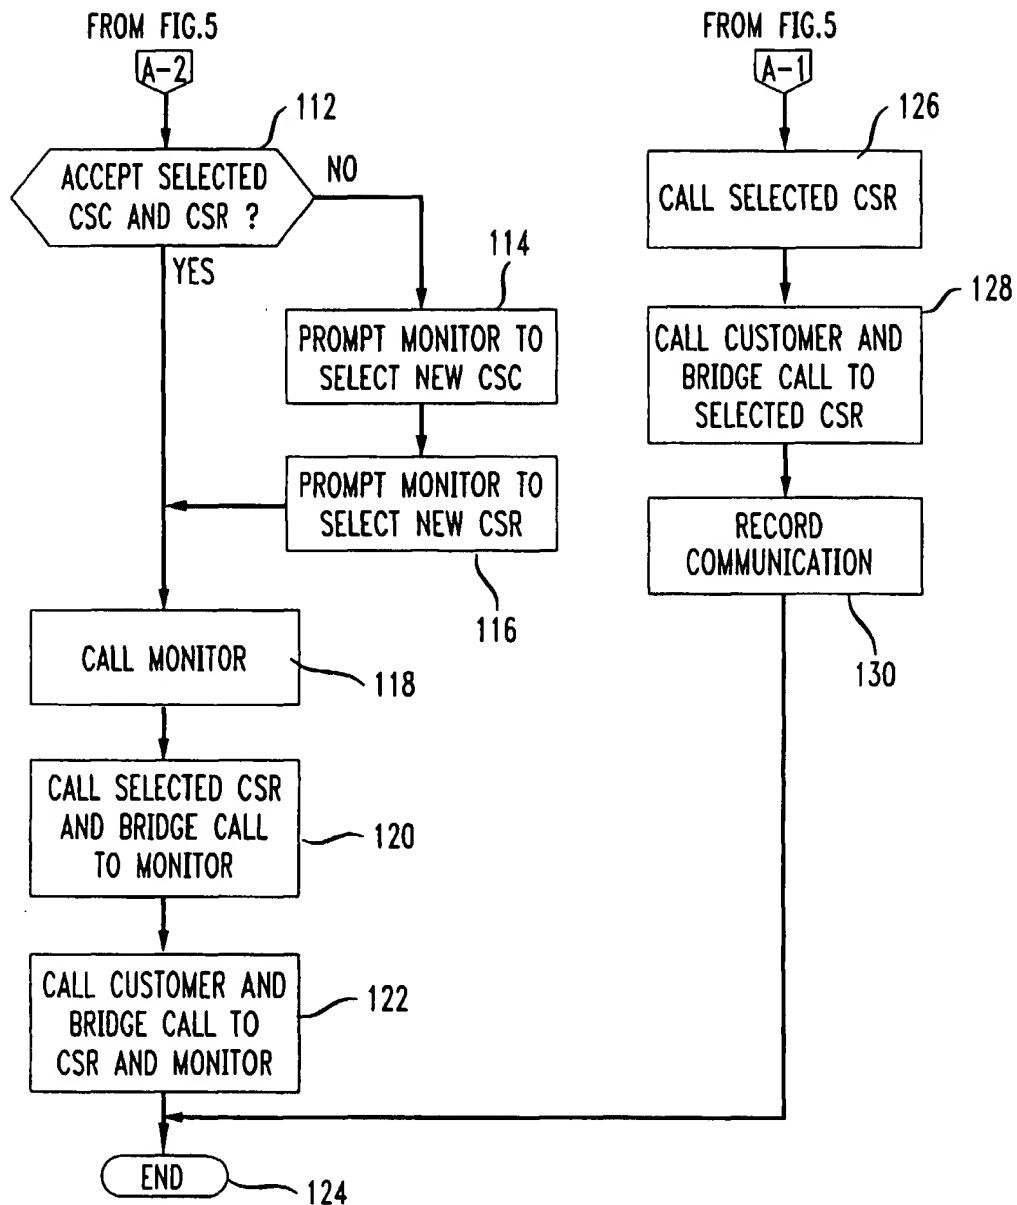 FROM FIG.5
A-2
112
ACCEPT SELECTED
CSC AND CSR ?
NO
YES
114
PROMPT MONITOR TO
SELECT NEW CSC
PROMPT MONITOR TO
SELECT NEW CSR
116
CALL MONITOR
118
CALL SELECTED CSR
AND BRIDGE CALL
TO MONITOR
120
CALL CUSTOMER AND
BRIDGE CALL TO
CSR AND MONITOR
122
END
124
FROM FIG.5
A-1
126
CALL SELECTED CSR
128
CALL CUSTOMER AND
BRIDGE CALL TO
SELECTED CSR
RECORD
COMMUNICATION
130